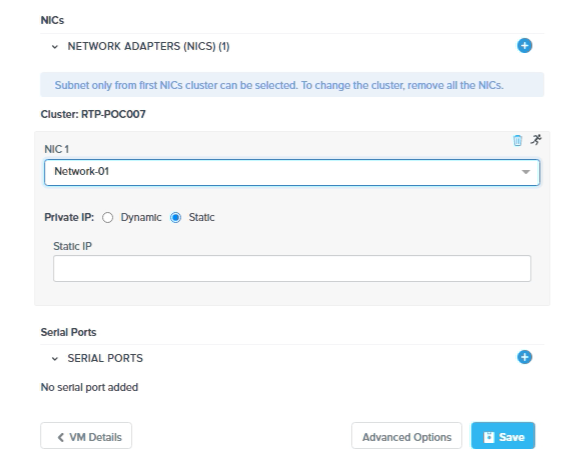 NICs
NETWORK ADAPTERS (NICS) (1)
Subnet only from first NICs cluster can be selected. To change the cluster, remove all the NICs.
Cluster: RTP-POC007
NIC 1
Network-01
Private IP: Dynamic Static
Static IP
Serial Ports
SERIAL PORTS
No serial port added
VM Details Advanced Options Save